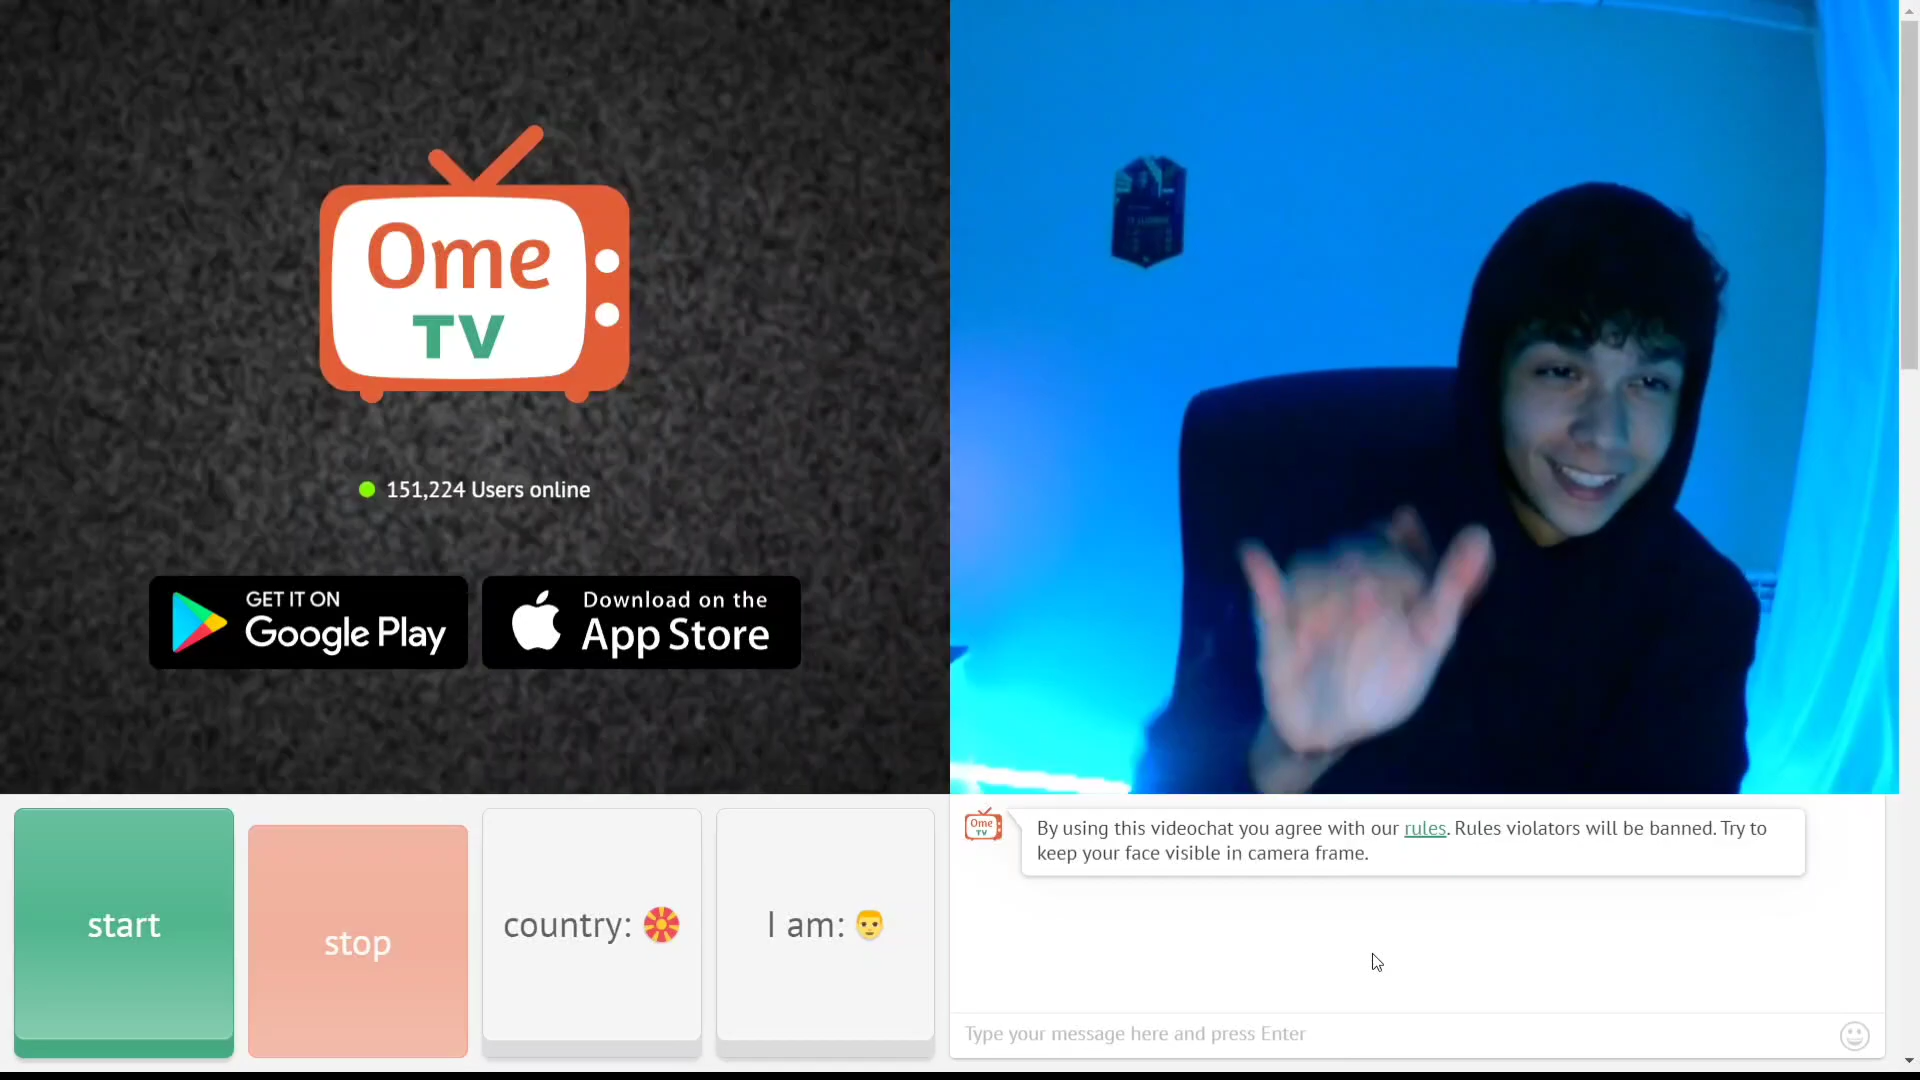 Ome
TV
151,224 Users online
GET IT ON
Google Play
Download on the
App Store
start
stop
country:
I am:
Ome
TV
By using this videochat you agree with our rules. Rules violators will be banned. Try to
keep your face visible in camera frame.
Type your message here and press Enter